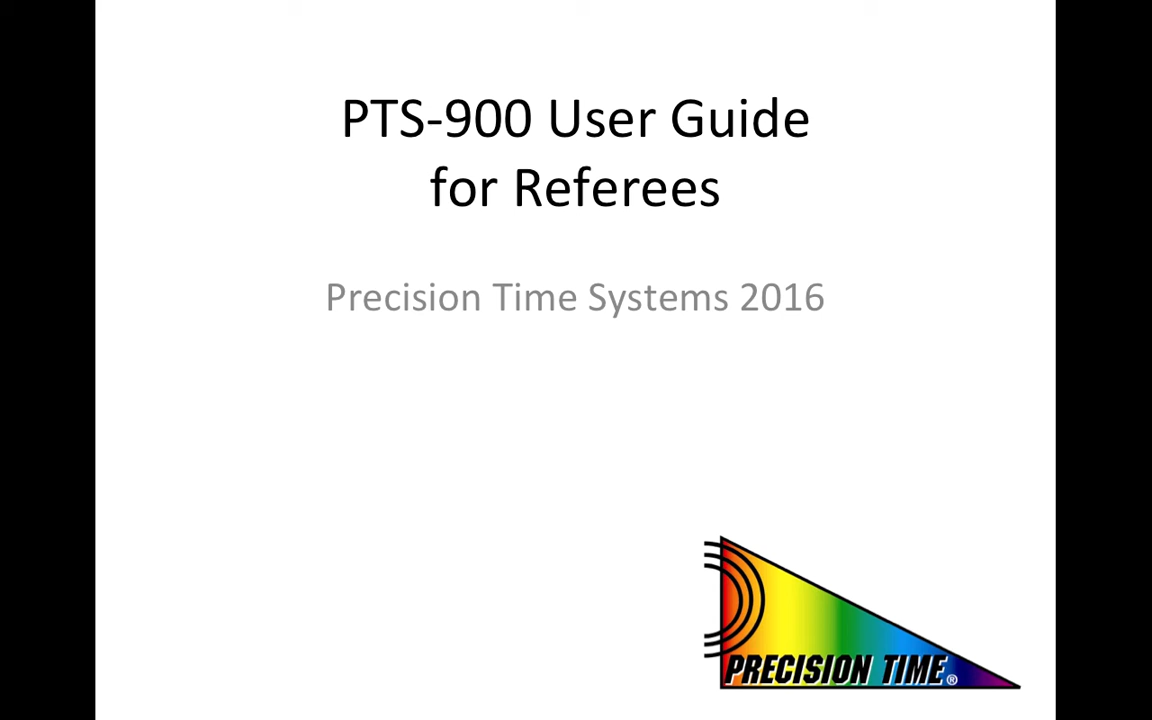 PTS-900 User Guide
for Referees
Precision Time Systems 2016
PRECISION TIME®